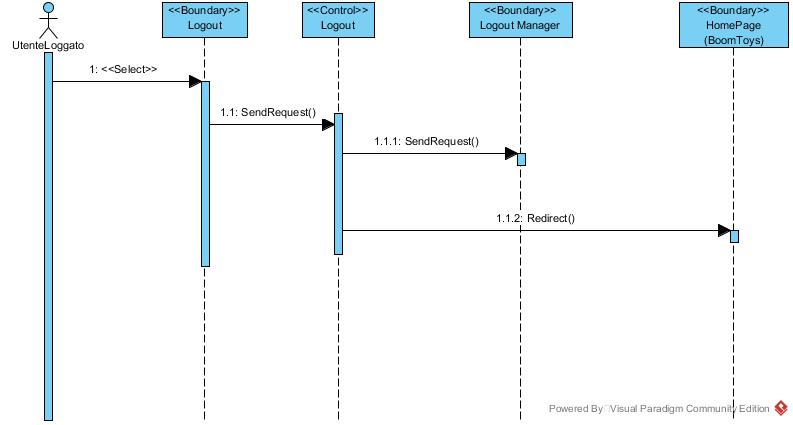 <<Boundary>>
Logout
<<Control>>
Logout
<<Boundary>>
Logout Manager
<<Boundary>>
HomePage
(BoomToys)
UtenteLoggato
1: <<Select>>
1.1: SendRequest()
1.1.1: SendRequest()
1.1.2: Redirect()
Powered By Visual Paradigm Community Edition